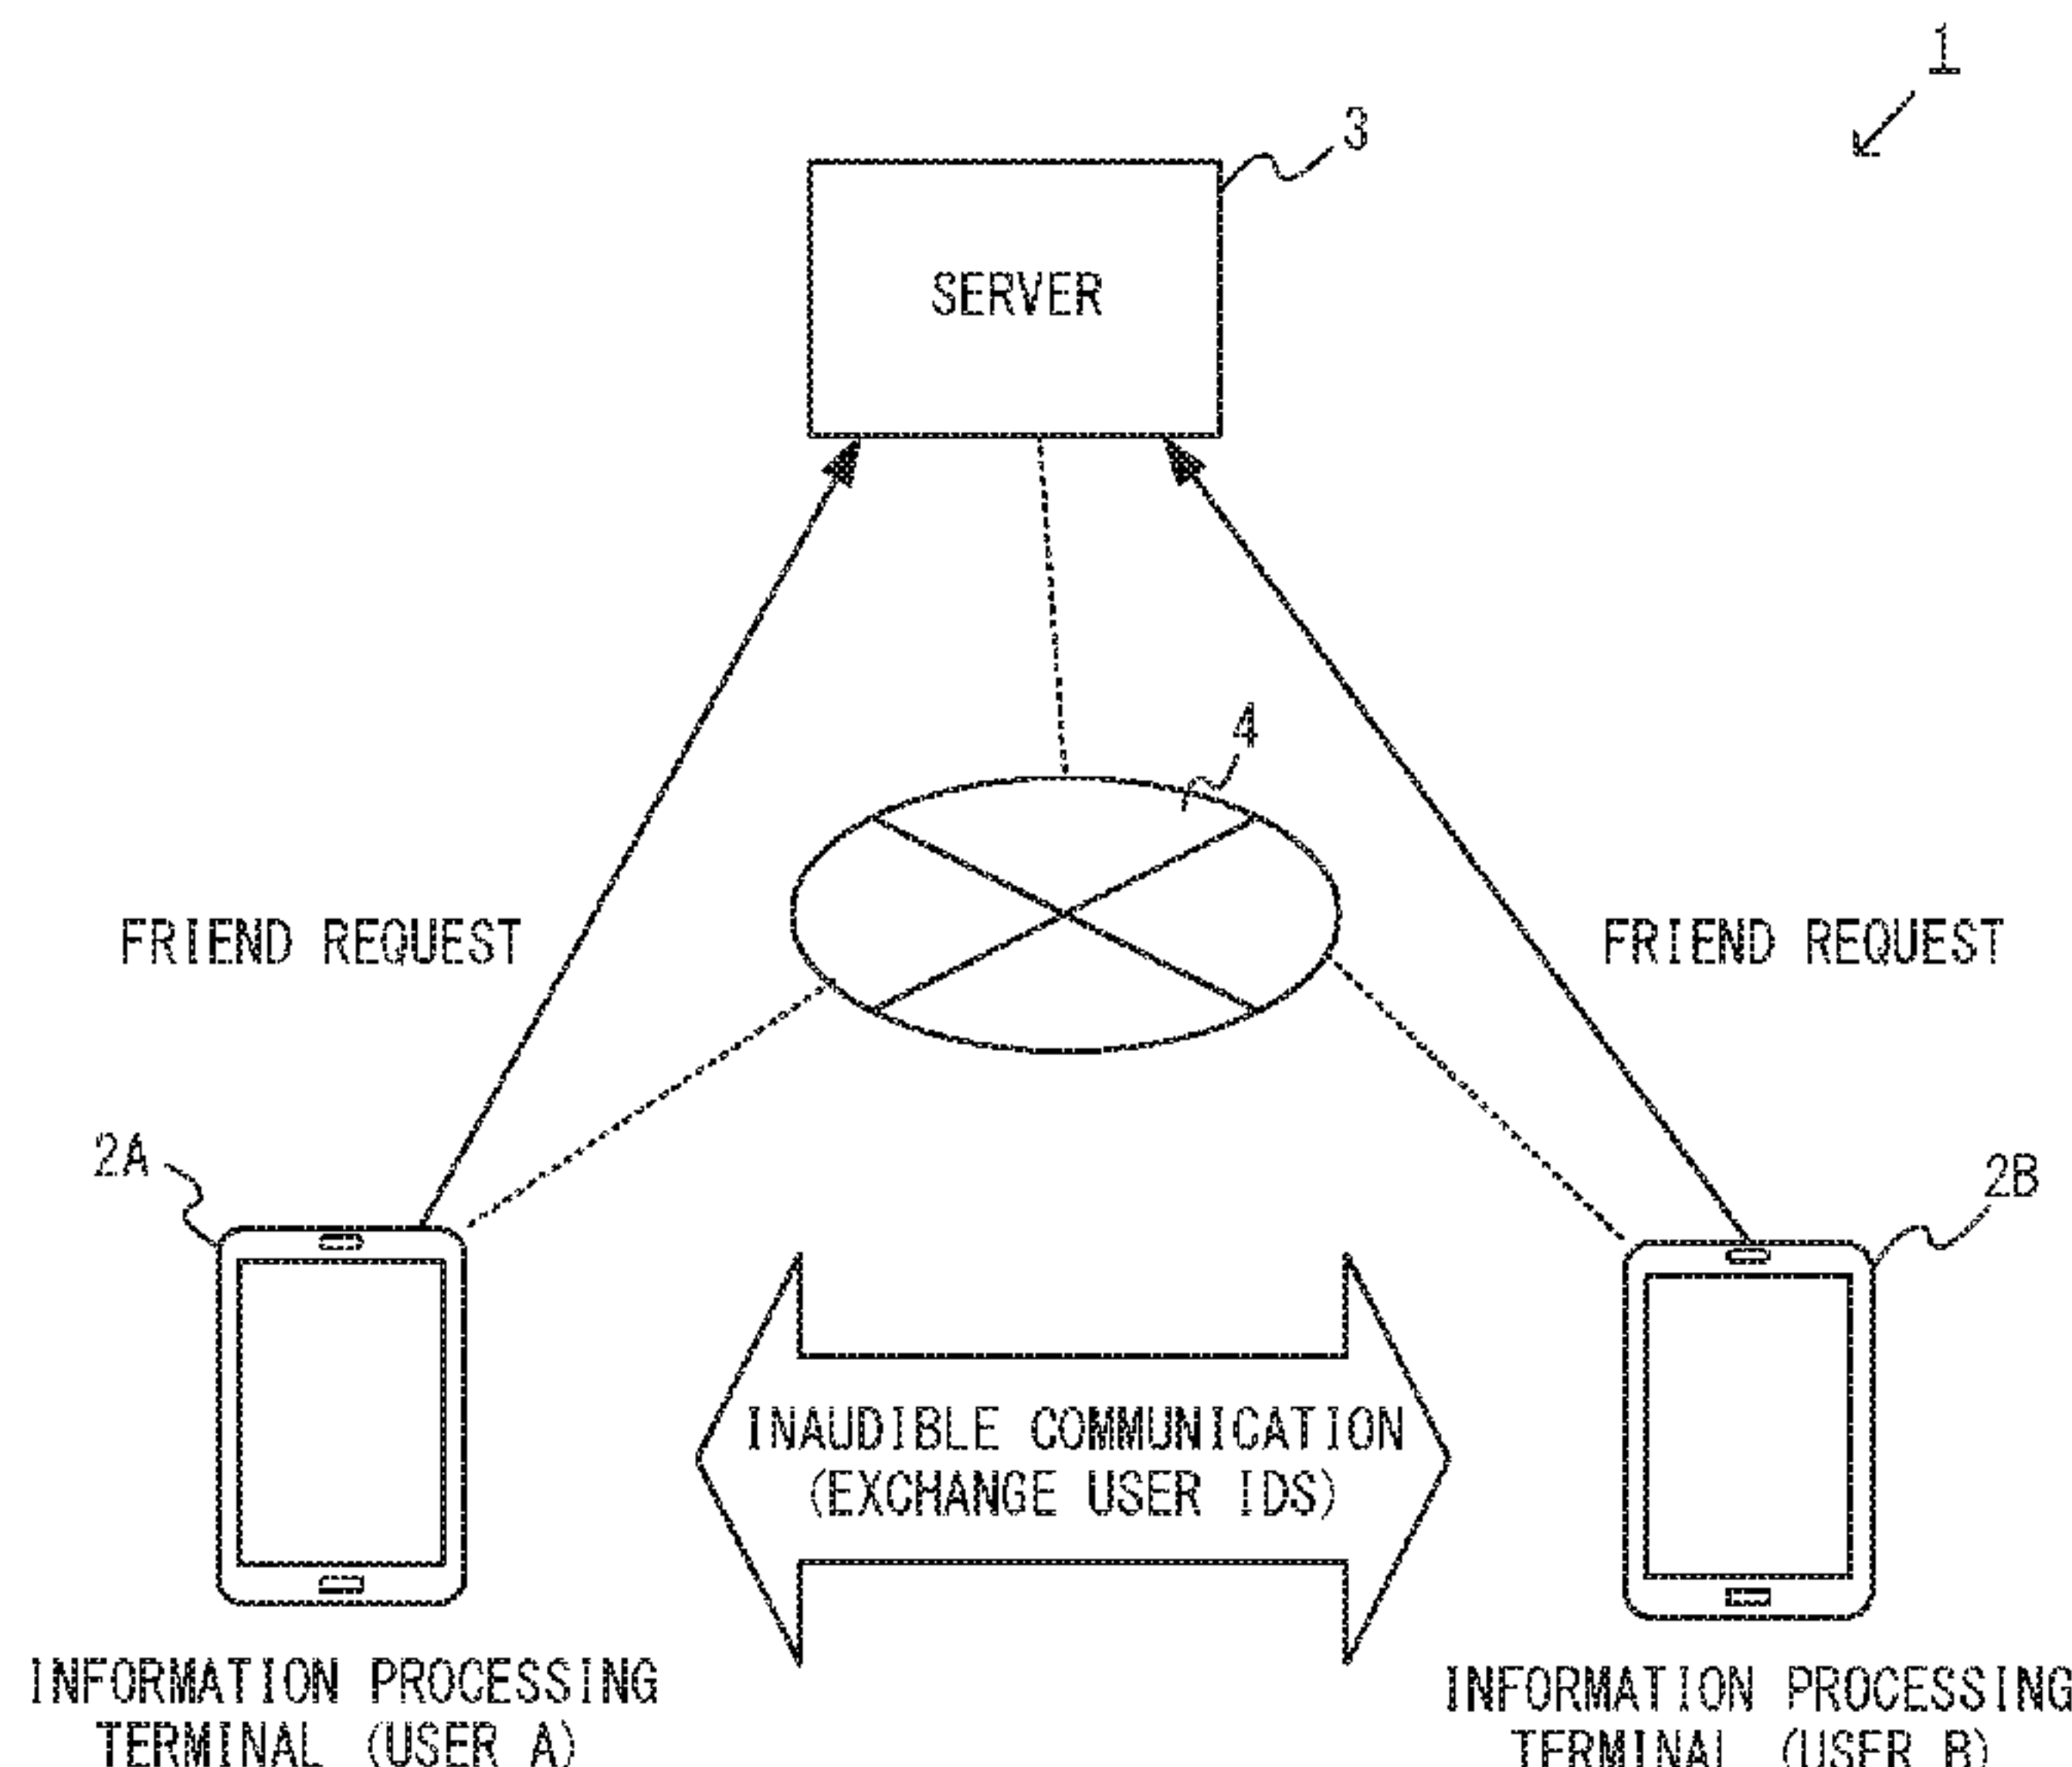 1
3
SERVER
4
FRIEND REQUEST
FRIEND REQUEST
2A
2B
INAUDIBLE COMMUNICATION
(EXCHANGE USER IDS)
INFORMATION PROCESSING
TERMINAL (USER A)
INFORMATION PROCESSING
TERMINAL (USER B)